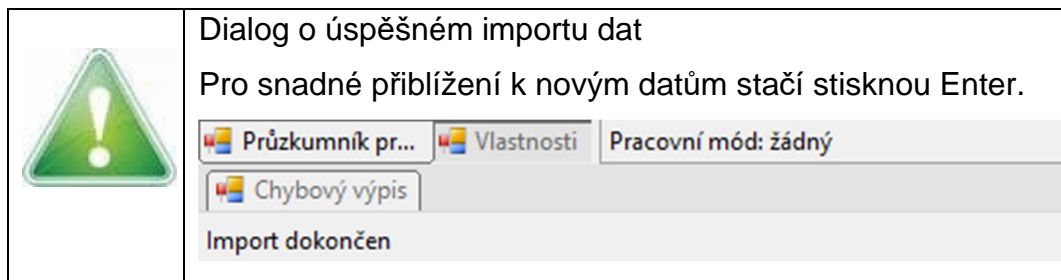 Dialog o úspěšném importu dat
Pro snadné přiblížení k novým datům stačí stisknou Enter.
Průzkumník pr... Vlastnosti Pracovní mód: žádný
Chybový výpis
Import dokončen